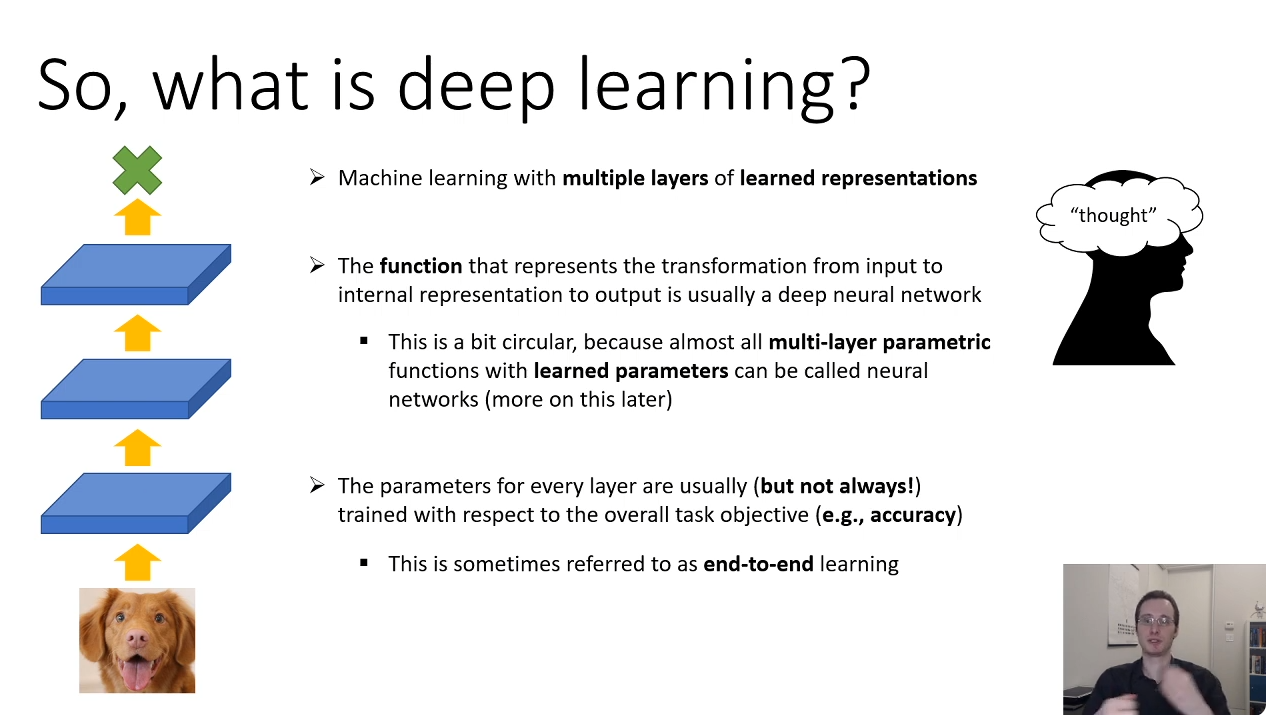 So, what is deep learning?
➢ Machine learning with multiple layers of learned representations
"thought"
➢ The function that represents the transformation from input to
internal representation to output is usually a deep neural network
▪ This is a bit circular, because almost all multi-layer parametric
functions with learned parameters can be called neural
networks (more on this later)
➢ The parameters for every layer are usually (but not always!)
trained with respect to the overall task objective (e.g., accuracy)
▪ This is sometimes referred to as end-to-end learning